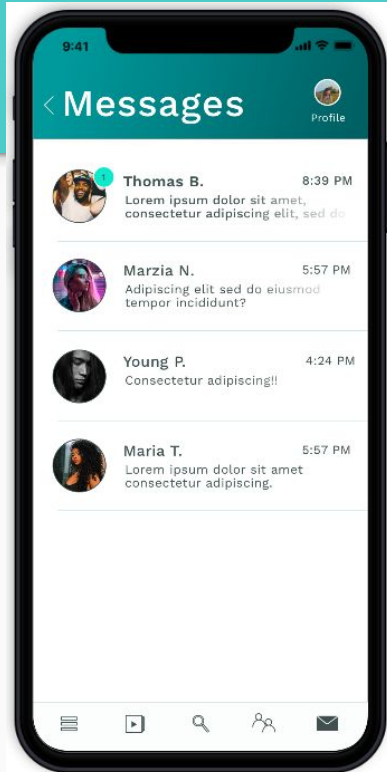 9:41
Messages
Profile
1
Thomas B. 8:39 PM
Lorem ipsum dolor sit amet,
consectetur adipiscing elit, sed do
Marzia N. 5:57 PM
Adipiscing elit sed do eiusmod
tempor incididunt?
Young P. 4:24 PM
Consectetur adipiscing!!
Maria T. 5:57 PM
Lorem ipsum dolor sit amet
consectetur adipiscing.